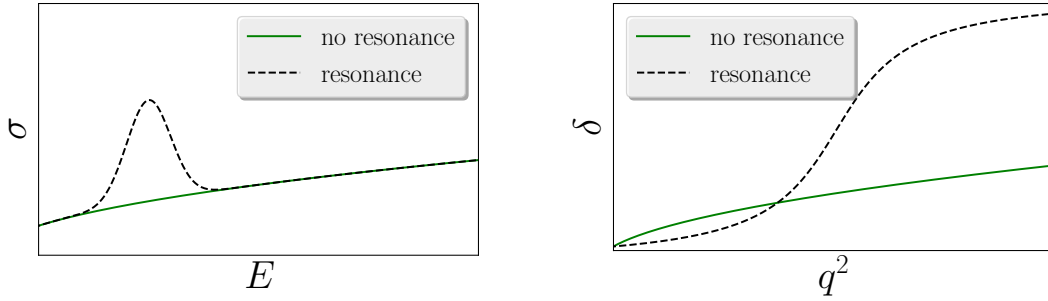 σ
no resonance
resonance
E
δ
no resonance
resonance
q²